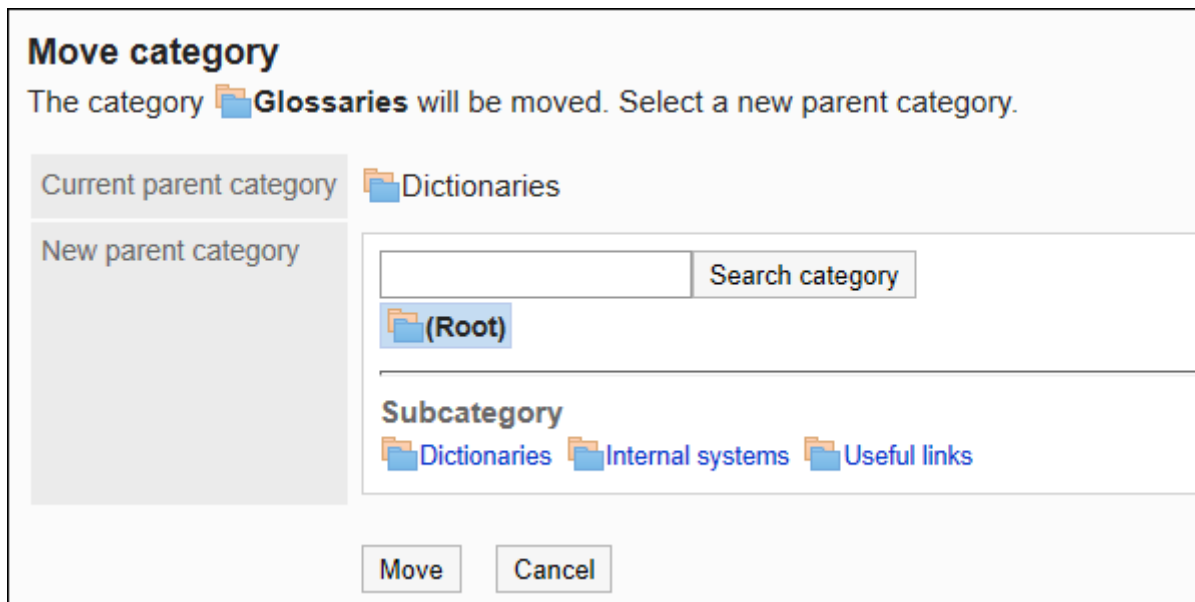 Move category
The category Glossaries will be moved. Select a new parent category.
Current parent category Dictionaries
New parent category
Search category
(Root)
Subcategory
Dictionaries Internal systems Useful links
Move Cancel